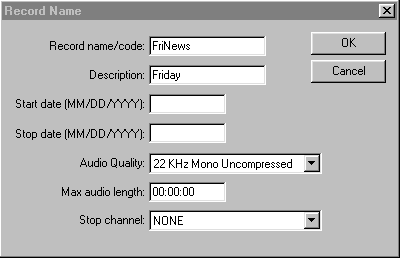 Record Name
Record name/code: FriNews
OK
Description: Friday
Cancel
Start date (MM/DD/YYYY):
Stop date (MM/DD/YYYY):
Audio Quality: 22 KHz Mono Uncompressed
Max audio length: 00:00:00
Stop channel: NONE